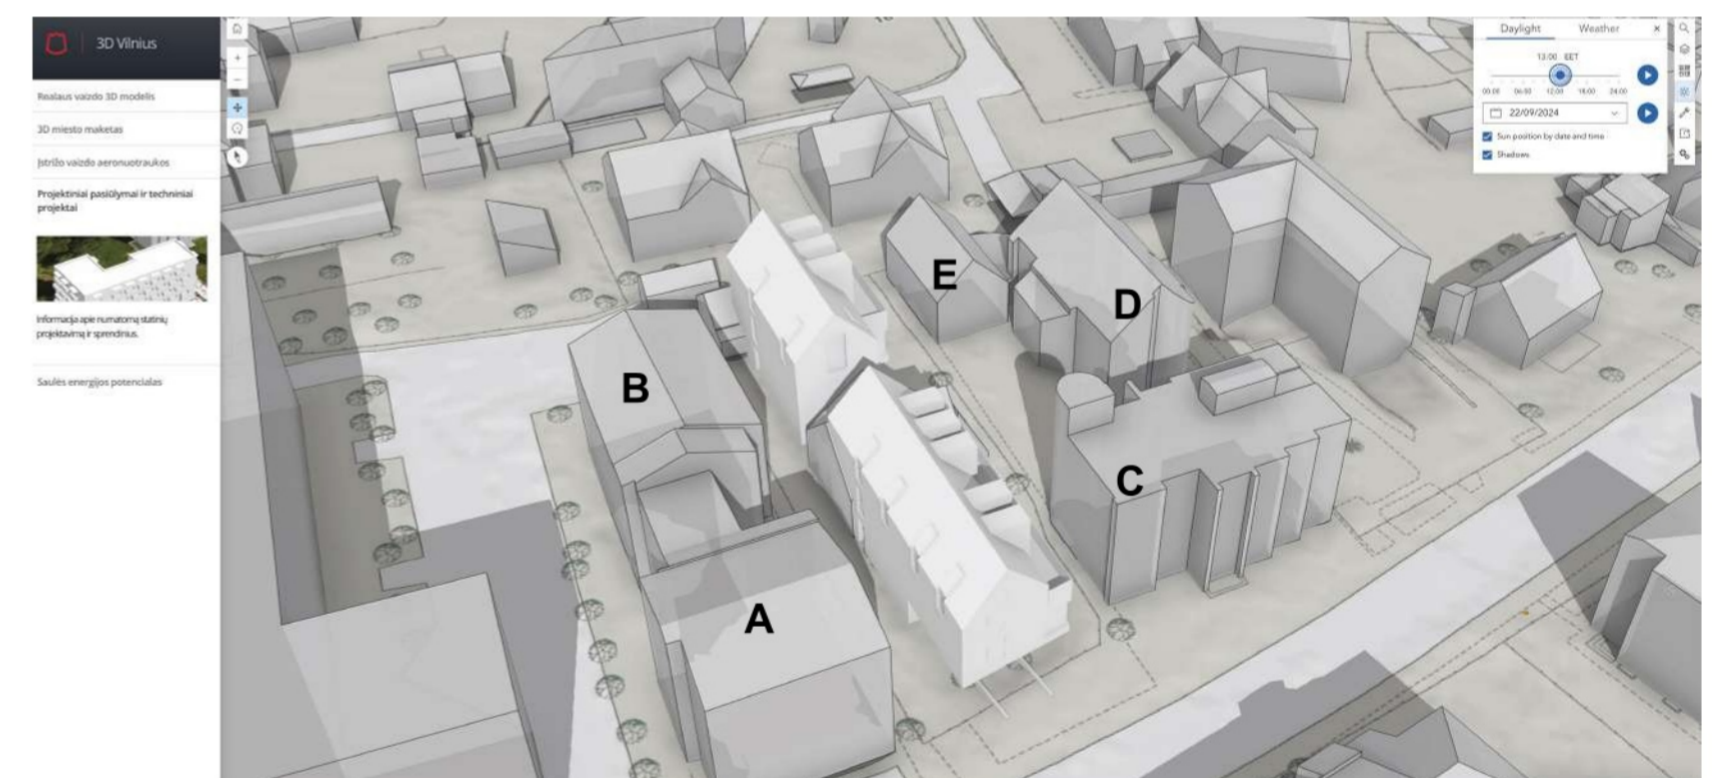 3D Vilnius
Realaus vaizdo 3D modelis
3D miesto maketas
Įstrižo vaizdo aeronuotraukos
Projektiniai pasiūlymai ir techniniai
projektai
Informacija apie numatomą statinių
projektavimą ir sprendinius.
Saulės energijos potencialas
Daylight Weather
13:00 EET
00:00 06:00 12:00 18:00 24:00
22/09/2024
Sun position by date and time
Shadows
E
D
B
C
A